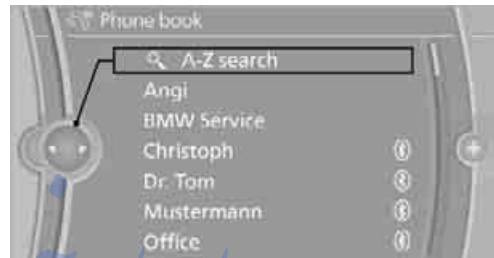 Phone book
A-Z search
Angi
BMW Service
Christoph
Dr. Tom
Mustermann
Office